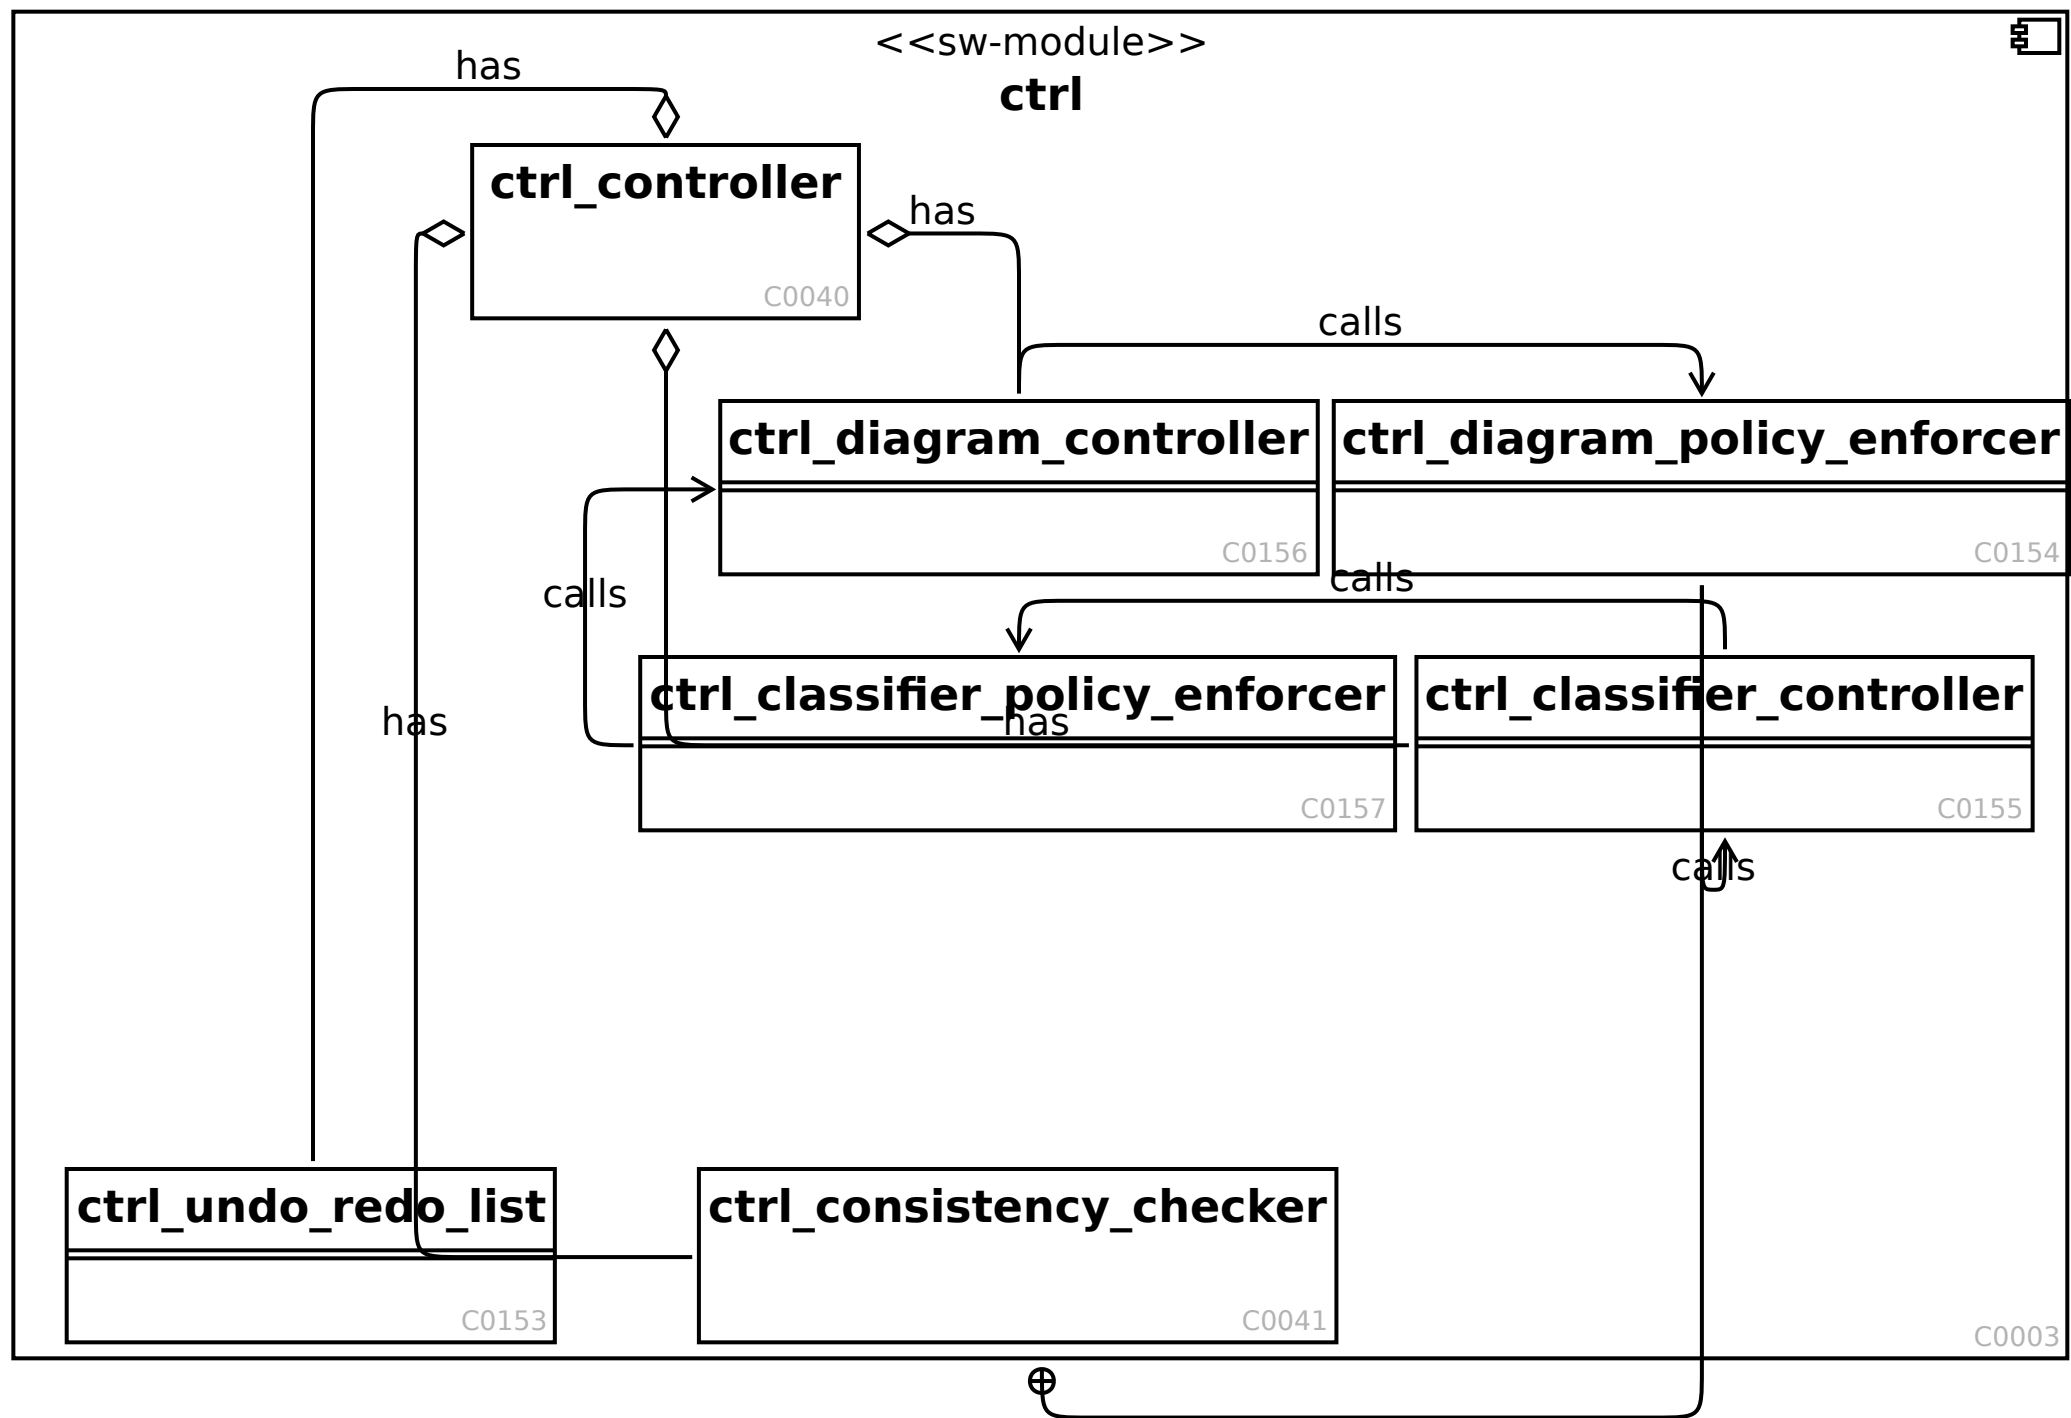 <<sw-module>>
ctrl
has
ctrl_controller
C0040
has
calls
ctrl_diagram_controller
C0156
ctrl_diagram_policy_enforcer
C0154
calls
calls
ctrl_classifier_policy_enforcer
has
C0157
ctrl_classifier_controller
C0155
has
calls
ctrl_undo_redo_list
C0153
ctrl_consistency_checker
C0041
C0003